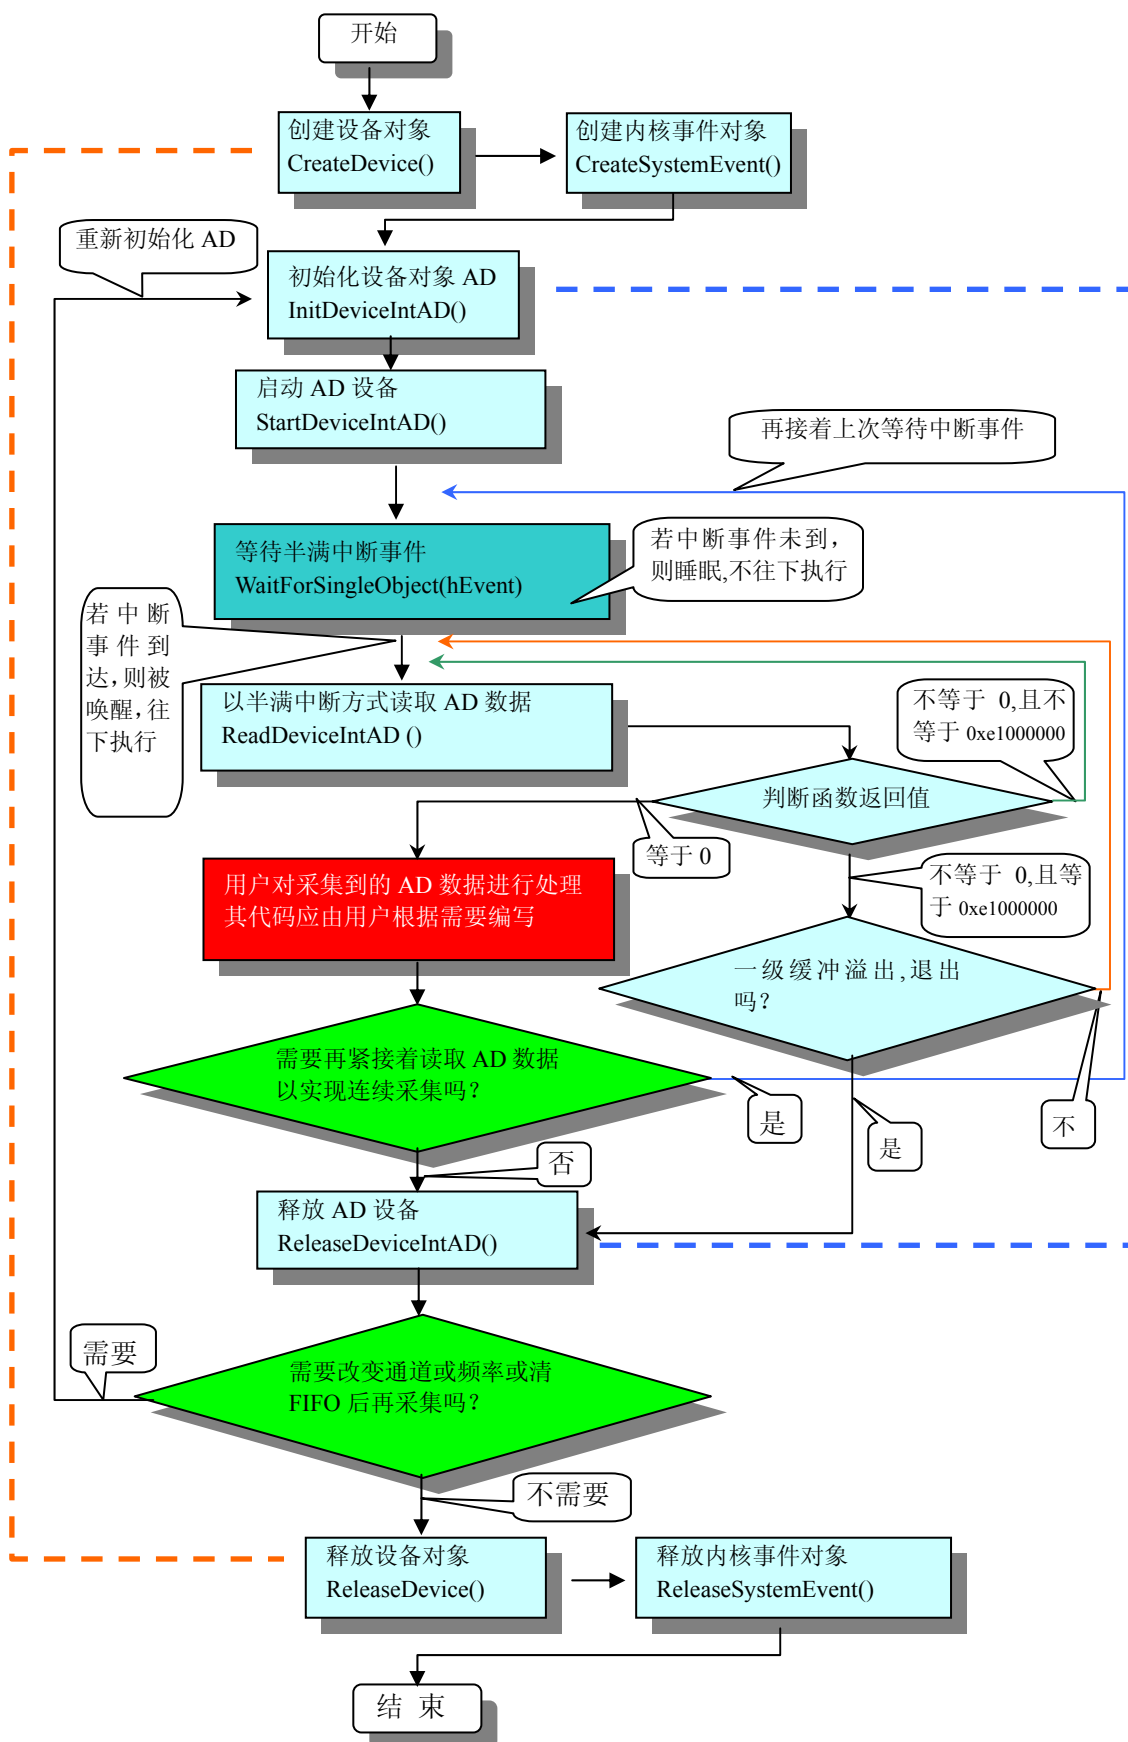 开始
创建设备对象
CreateDevice()
创建内核事件对象
CreateSystemEvent()
重新初始化 AD
初始化设备对象 AD
InitDeviceIntAD()
启动 AD 设备
StartDeviceIntAD()
再接着上次等待中断事件
等待半满中断事件
WaitForSingleObject(hEvent)
若中断事件未到，
则睡眠,不往下执行
若中断
事件到
达，则被
唤醒，往
下执行
以半满中断方式读取 AD 数据
ReadDeviceIntAD ()
不等于 0,且不
等于 0xe1000000
判断函数返回值
等于 0
不等于 0,且等
于 0xe1000000
用户对采集到的 AD 数据进行处理
其代码应由用户根据需要编写
一级缓冲溢出,退出
吗？
需要再紧接着读取 AD 数据
以实现连续采集吗？
是
是
不
否
释放 AD 设备
ReleaseDeviceIntAD()
需要
需要改变通道或频率或清
FIFO 后再采集吗？
不需要
释放设备对象
ReleaseDevice()
释放内核事件对象
ReleaseSystemEvent()
结 束